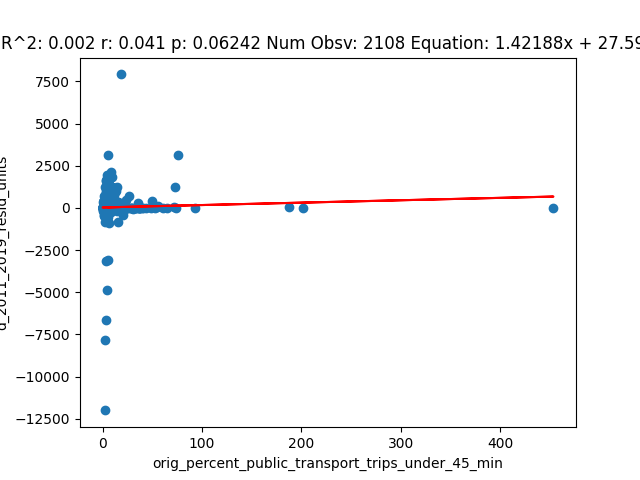 R^2: 0.002 r: 0.041 p: 0.06242 Num Obsv: 2108 Equation: 1.42188x + 27.59
7500
5000
2500
0
−2500
−5000
−7500
−10000
−12500
d_2011_2019_resid_units
0 100 200 300 400
orig_percent_public_transport_trips_under_45_min